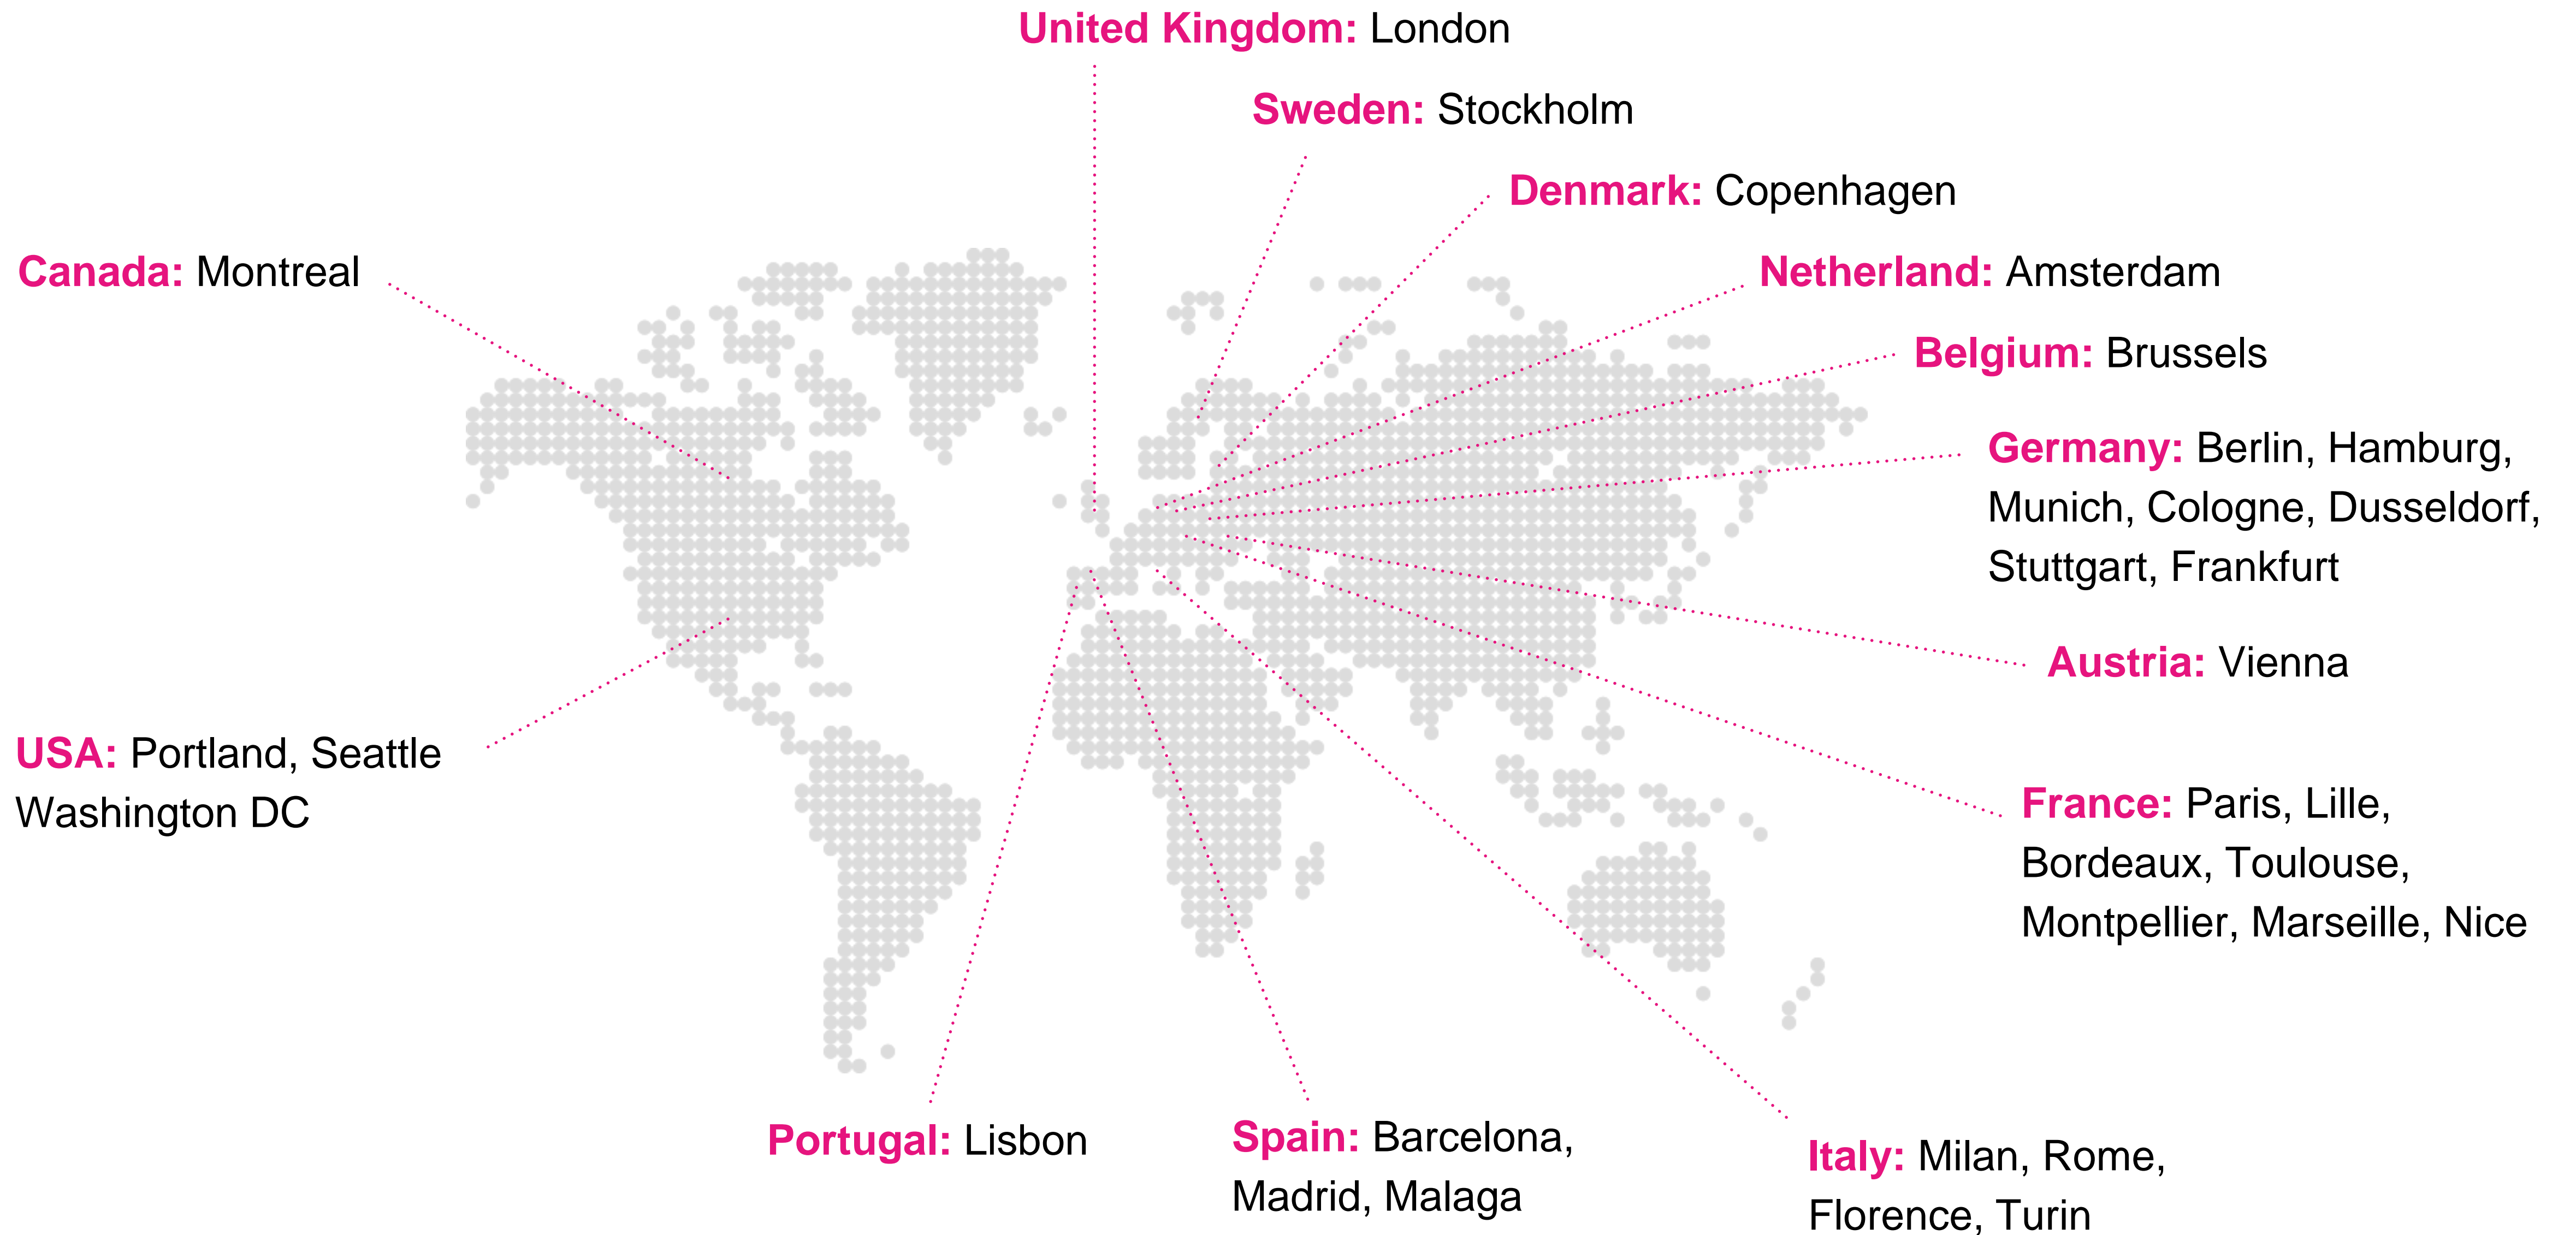 United Kingdom: London
Sweden: Stockholm
Denmark: Copenhagen
Canada: Montreal
Netherland: Amsterdam
Belgium: Brussels
Germany: Berlin, Hamburg,
Munich, Cologne, Dusseldorf,
Stuttgart, Frankfurt
Austria: Vienna
USA: Portland, Seattle
Washington DC
France: Paris, Lille,
Bordeaux, Toulouse,
Montpellier, Marseille, Nice
Portugal: Lisbon
Spain: Barcelona,
Madrid, Malaga
Italy: Milan, Rome,
Florence, Turin